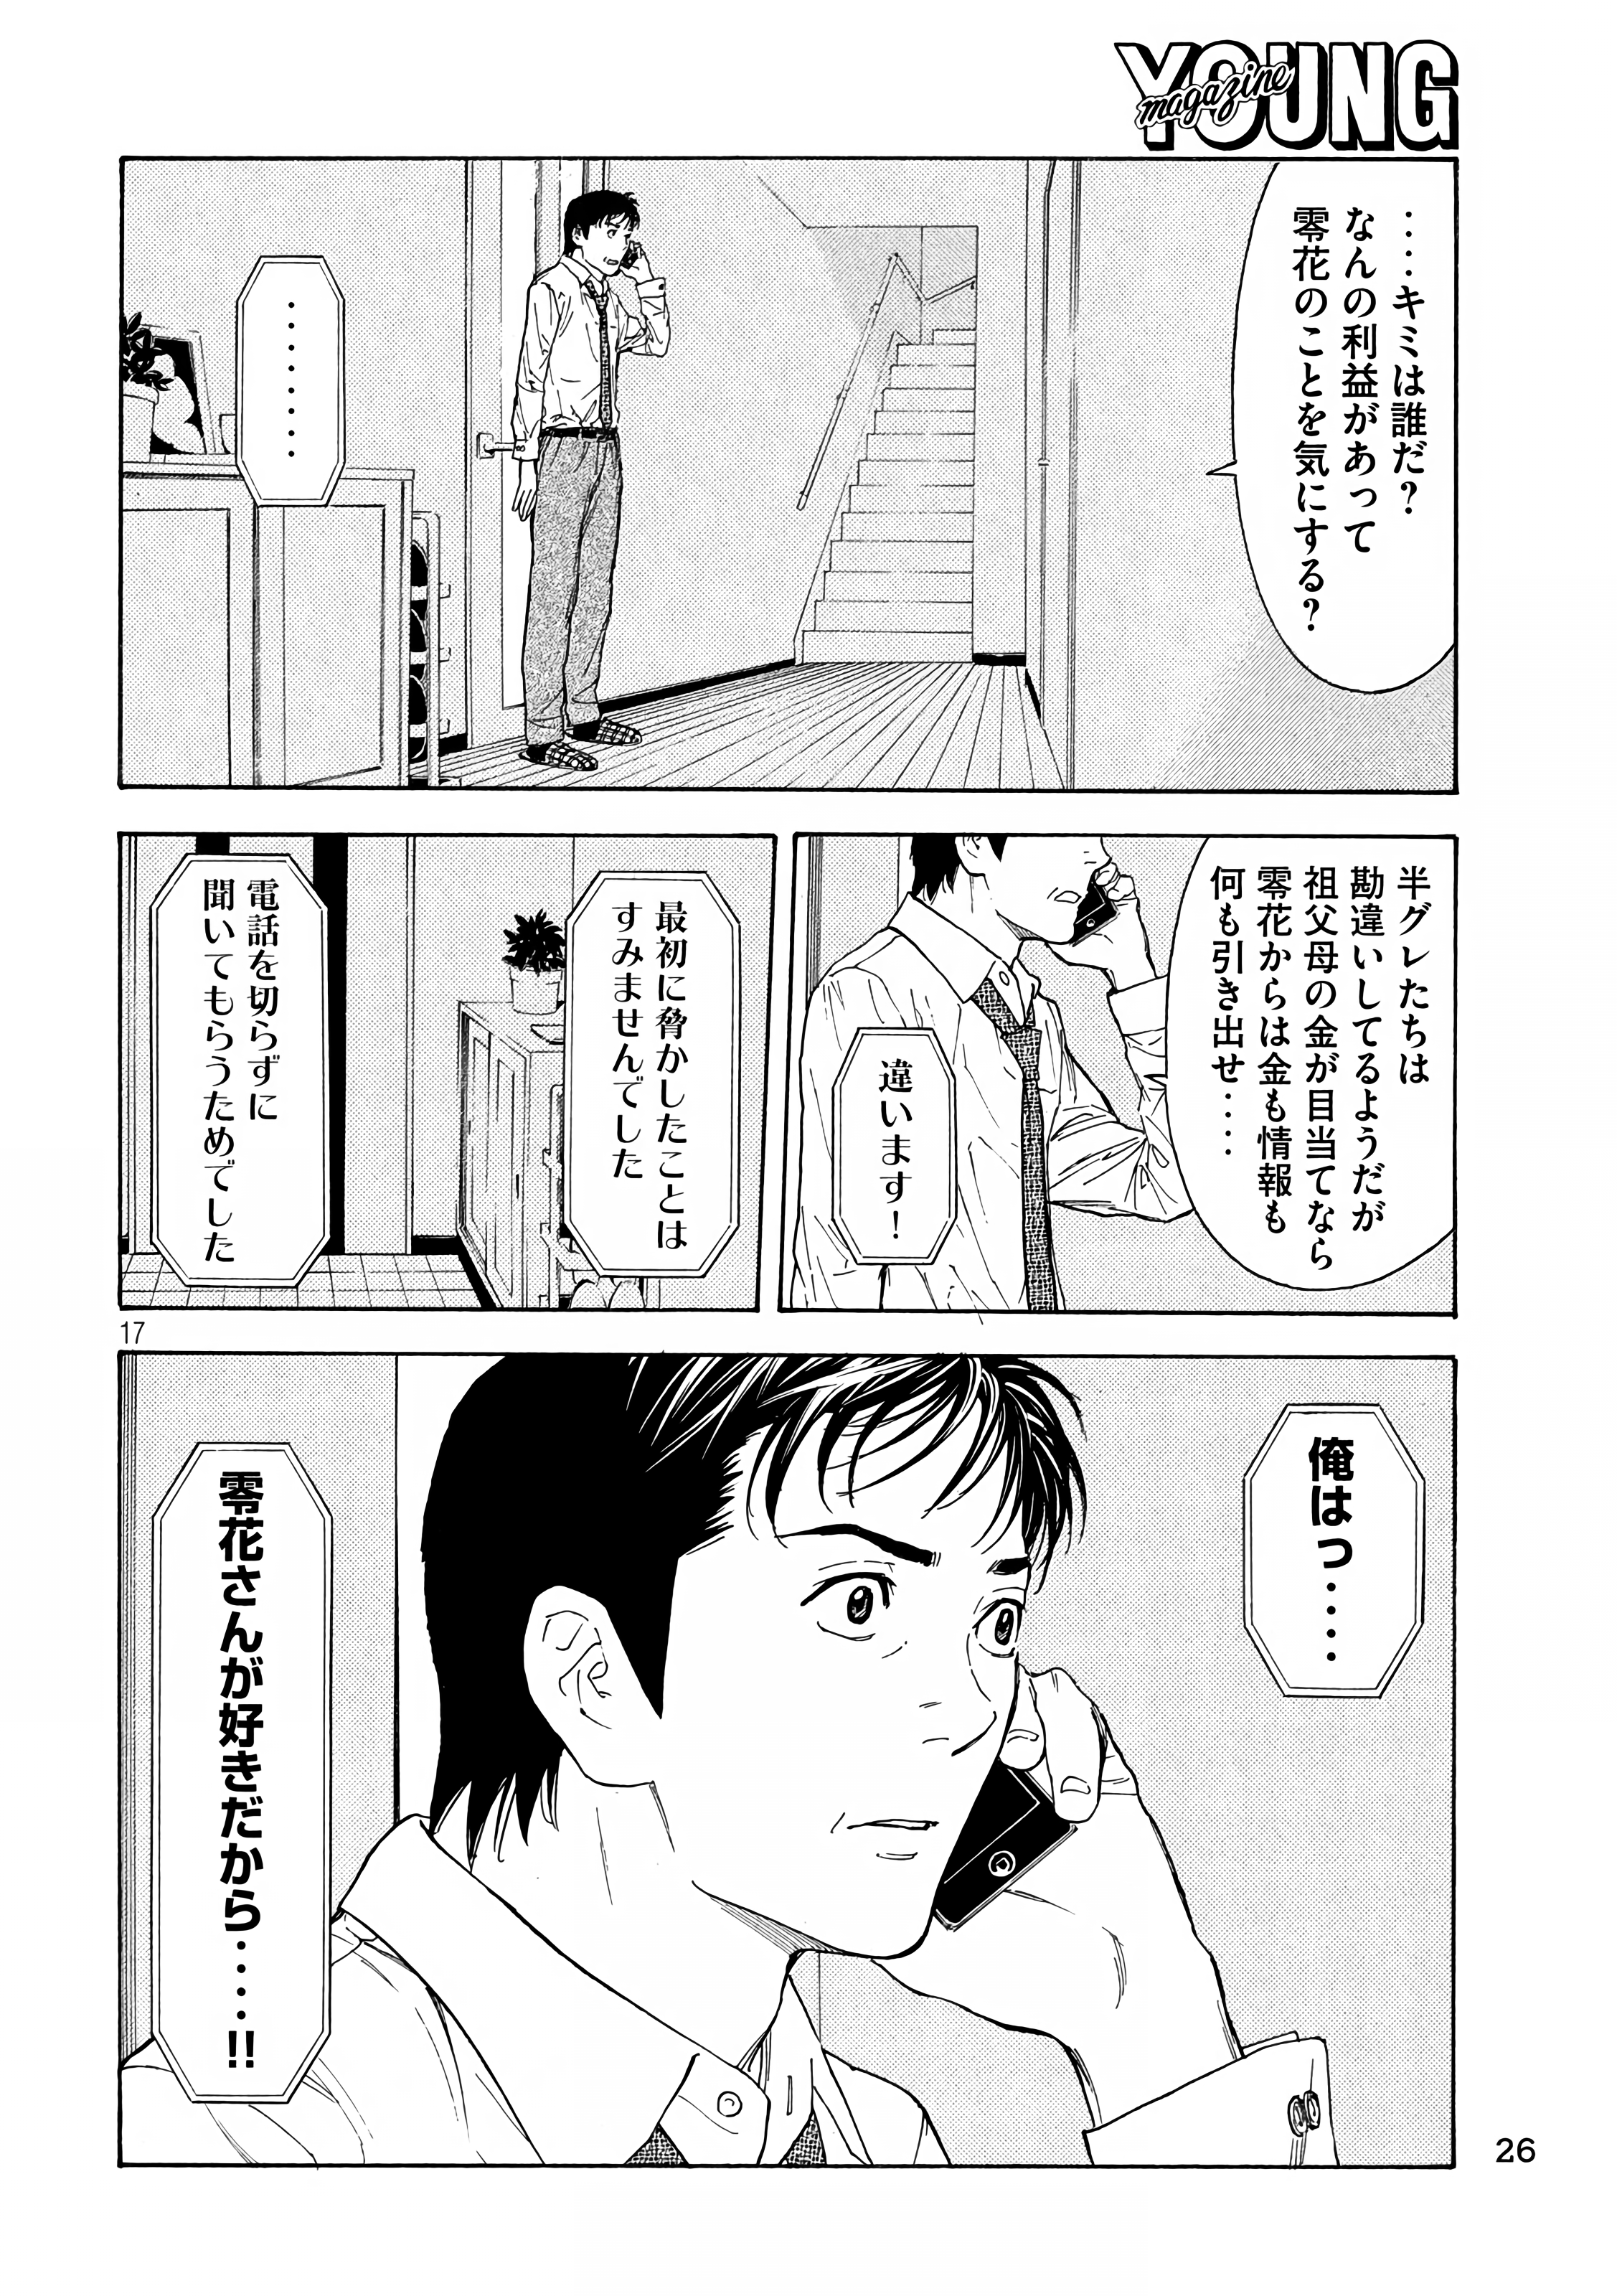 YOUNG
magazine
‥‥キミは誰だ?
なんの利益があって
零花のことを気にする?
‥‥‥‥
半グレたちは
勘違いしてるようだが
祖父母の金が目当てなら
零花からは金も情報も
何も引き出せ‥‥
違います!
最初に脅かしたことは
すみませんでした
電話を切らずに
聞いてもらうためでした
17
俺はっ‥‥
零花さんが好きだから‥‥!!
26